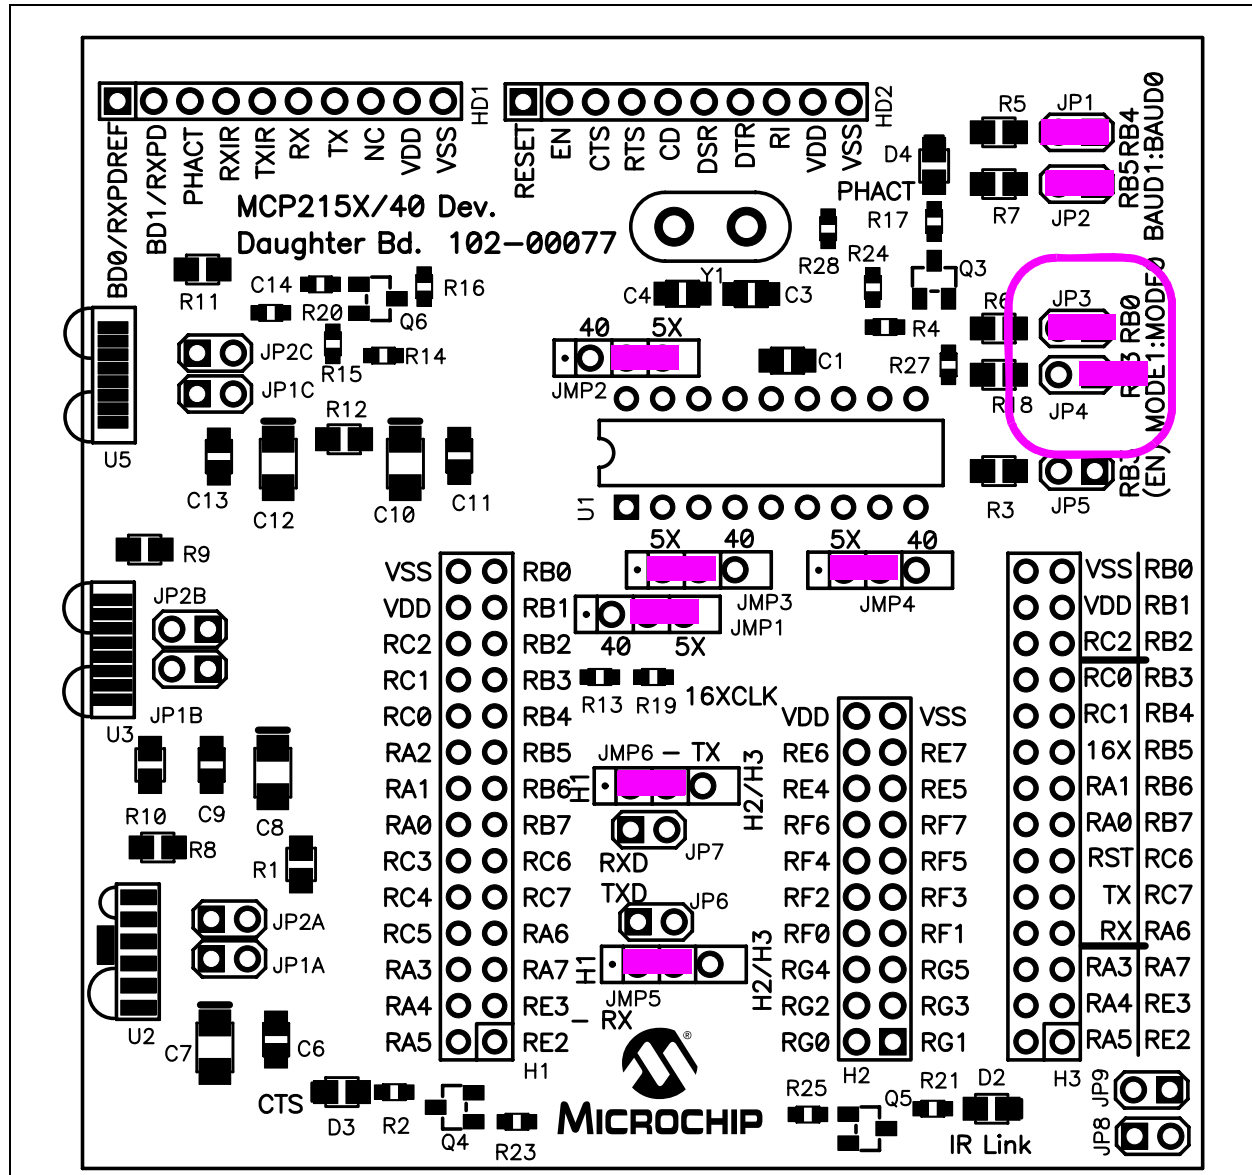 HD1
HD2
BD0/RXPDREF
BD1/RXPD
PHACT
RXIR
TXIR
RX
TX
NC
VDD
VSS
RESET
EN
CTS
RTS
CD
DSR
DTR
RI
VDD
VSS
MCP215X/40 Dev.
Daughter Bd. 102-00077
D4
PHACT
R5
JP1
RB4
BAUD1:BAUD0
R7
JP2
RB5
R17
R28
R24
Q3
R4
R27
R6
JP3
RB0
R18
JP4
MODE1:MODE0
(EN)
R3
JP5
Y1
C4
C3
C1
R11
C14
R20
Q6
R16
R15
R14
JP2C
JP1C
R12
U5
C13
C12
C10
C11
40 5X
JMP2
U1
R9
JP2B
JP1B
U3
5X 40
JMP3
5X 40
JMP4
JMP1
40 5X
R13
R19
16XCLK
R10
C9
C8
R8
R1
JP2A
JP1A
U2
C7
C6
CTS
D3
R2
Q4
R23
VSS RB0
VDD RB1
RC2 RB2
RC1 RB3
RC0 RB4
RA2 RB5
RA1 RB6
RA0 RB7
RC3 RC6
RC4 RC7
RC5 RA6
RA3 RA7
RA4 RE3
RA5 RE2
H1
JMP6 - TX
H1
H2/H3
JP7
RXD
TXD
JP6
H1
H2/H3
JMP5
- RX
®
MICROCHIP
VDD VSS
RE6 RE7
RE4 RE5
RF6 RF7
RF4 RF5
RF2 RF3
RF0 RF1
RG4 RG5
RG2 RG3
RG0 RG1
H2
VSS RB0
VDD RB1
RC2 RB2
RC0 RB3
RC1 RB4
16X RB5
RA1 RB6
RA0 RB7
RST RC6
TX RC7
RX RA6
RA3 RA7
RA4 RE3
RA5 RE2
H3
R25
Q5
R21
D2
IR Link
JP9
JP8